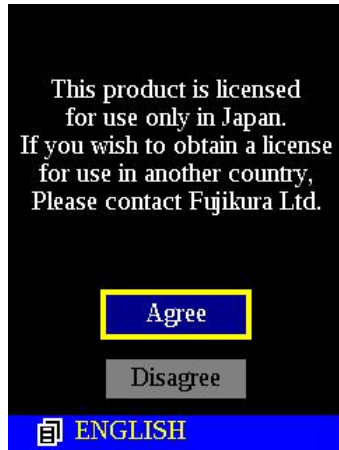 This product is licensed
for use only in Japan.
If you wish to obtain a license
for use in another country,
Please contact Fujikura Ltd.
Agree
Disagree
ENGLISH